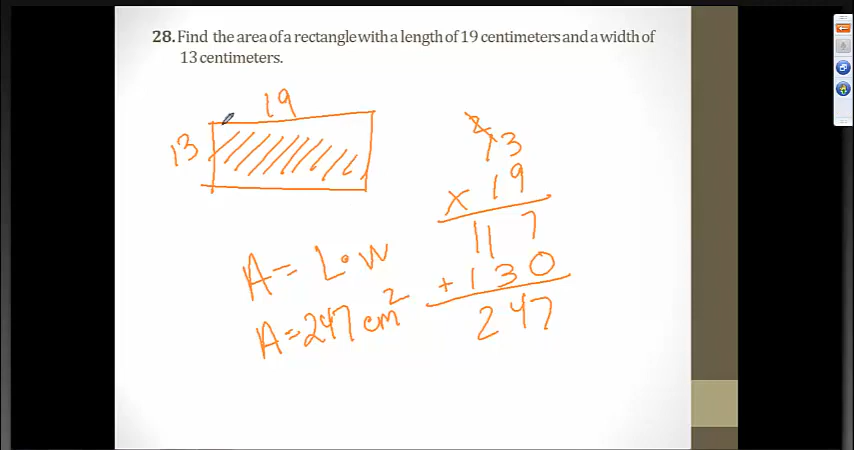 28. Find the area of a rectangle with a length of 19 centimeters and a width of
13 centimeters.
19
13
A = L · W
A = 247 cm²
2
13
x 19
117
+ 130
247